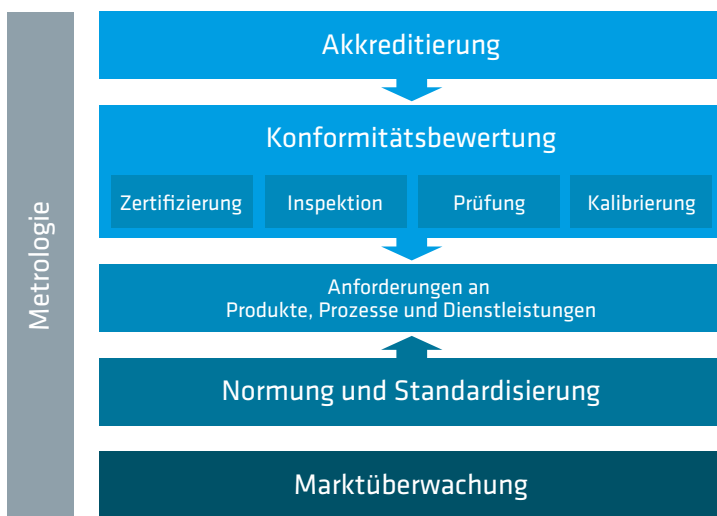 Metrologie
Akkreditierung
Konformitätsbewertung
Zertifizierung
Inspektion
Prüfung
Kalibrierung
Anforderungen an
Produkte, Prozesse und Dienstleistungen
Normung und Standardisierung
Marktüberwachung